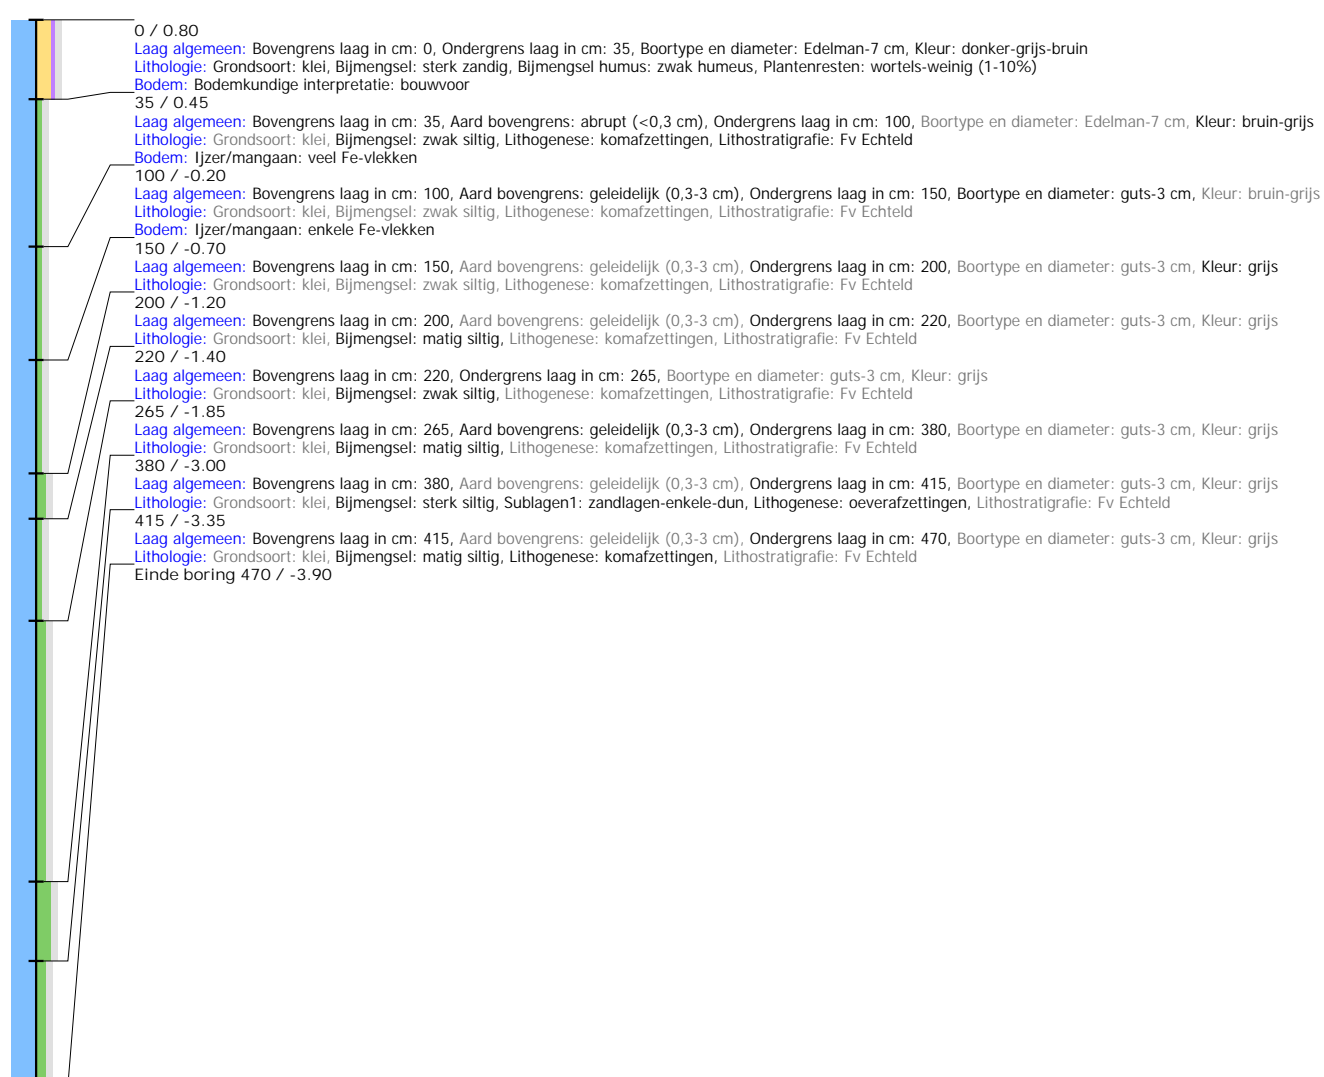 0 / 0.80
Laag algemeen: Bovengrens laag in cm: 0, Ondergrens laag in cm: 35, Boortype en diameter: Edelman-7 cm, Kleur: donker-grijs-bruin
Lithologie: Grondsoort: klei, Bijmengsel: sterk zandig, Bijmengsel humus: zwak humeus, Plantenresten: wortels-weinig (1-10%)
Bodem: Bodemkundige interpretatie: bouwvoor
35 / 0.45
Laag algemeen: Bovengrens laag in cm: 35, Aard bovengrens: abrupt (<0,3 cm), Ondergrens laag in cm: 100, Boortype en diameter: Edelman-7 cm, Kleur: bruin-grijs
Lithologie: Grondsoort: klei, Bijmengsel: zwak siltig, Lithogenese: komafzettingen, Lithostratigrafie: Fv Echteld
Bodem: Ijzer/mangaan: veel Fe-vlekken
100 / -0.20
Laag algemeen: Bovengrens laag in cm: 100, Aard bovengrens: geleidelijk (0,3-3 cm), Ondergrens laag in cm: 150, Boortype en diameter: guts-3 cm, Kleur: bruin-grijs
Lithologie: Grondsoort: klei, Bijmengsel: zwak siltig, Lithogenese: komafzettingen, Lithostratigrafie: Fv Echteld
Bodem: Ijzer/mangaan: enkele Fe-vlekken
150 / -0.70
Laag algemeen: Bovengrens laag in cm: 150, Aard bovengrens: geleidelijk (0,3-3 cm), Ondergrens laag in cm: 200, Boortype en diameter: guts-3 cm, Kleur: grijs
Lithologie: Grondsoort: klei, Bijmengsel: zwak siltig, Lithogenese: komafzettingen, Lithostratigrafie: Fv Echteld
200 / -1.20
Laag algemeen: Bovengrens laag in cm: 200, Aard bovengrens: geleidelijk (0,3-3 cm), Ondergrens laag in cm: 220, Boortype en diameter: guts-3 cm, Kleur: grijs
Lithologie: Grondsoort: klei, Bijmengsel: matig siltig, Lithogenese: komafzettingen, Lithostratigrafie: Fv Echteld
220 / -1.40
Laag algemeen: Bovengrens laag in cm: 220, Ondergrens laag in cm: 265, Boortype en diameter: guts-3 cm, Kleur: grijs
Lithologie: Grondsoort: klei, Bijmengsel: zwak siltig, Lithogenese: komafzettingen, Lithostratigrafie: Fv Echteld
265 / -1.85
Laag algemeen: Bovengrens laag in cm: 265, Aard bovengrens: geleidelijk (0,3-3 cm), Ondergrens laag in cm: 380, Boortype en diameter: guts-3 cm, Kleur: grijs
Lithologie: Grondsoort: klei, Bijmengsel: matig siltig, Lithogenese: komafzettingen, Lithostratigrafie: Fv Echteld
380 / -3.00
Laag algemeen: Bovengrens laag in cm: 380, Aard bovengrens: geleidelijk (0,3-3 cm), Ondergrens laag in cm: 415, Boortype en diameter: guts-3 cm, Kleur: grijs
Lithologie: Grondsoort: klei, Bijmengsel: sterk siltig, Sublagen1: zandlagen-enkele-dun, Lithogenese: oeverafzettingen, Lithostratigrafie: Fv Echteld
415 / -3.35
Laag algemeen: Bovengrens laag in cm: 415, Aard bovengrens: geleidelijk (0,3-3 cm), Ondergrens laag in cm: 470, Boortype en diameter: guts-3 cm, Kleur: grijs
Lithologie: Grondsoort: klei, Bijmengsel: matig siltig, Lithogenese: komafzettingen, Lithostratigrafie: Fv Echteld
Einde boring 470 / -3.90